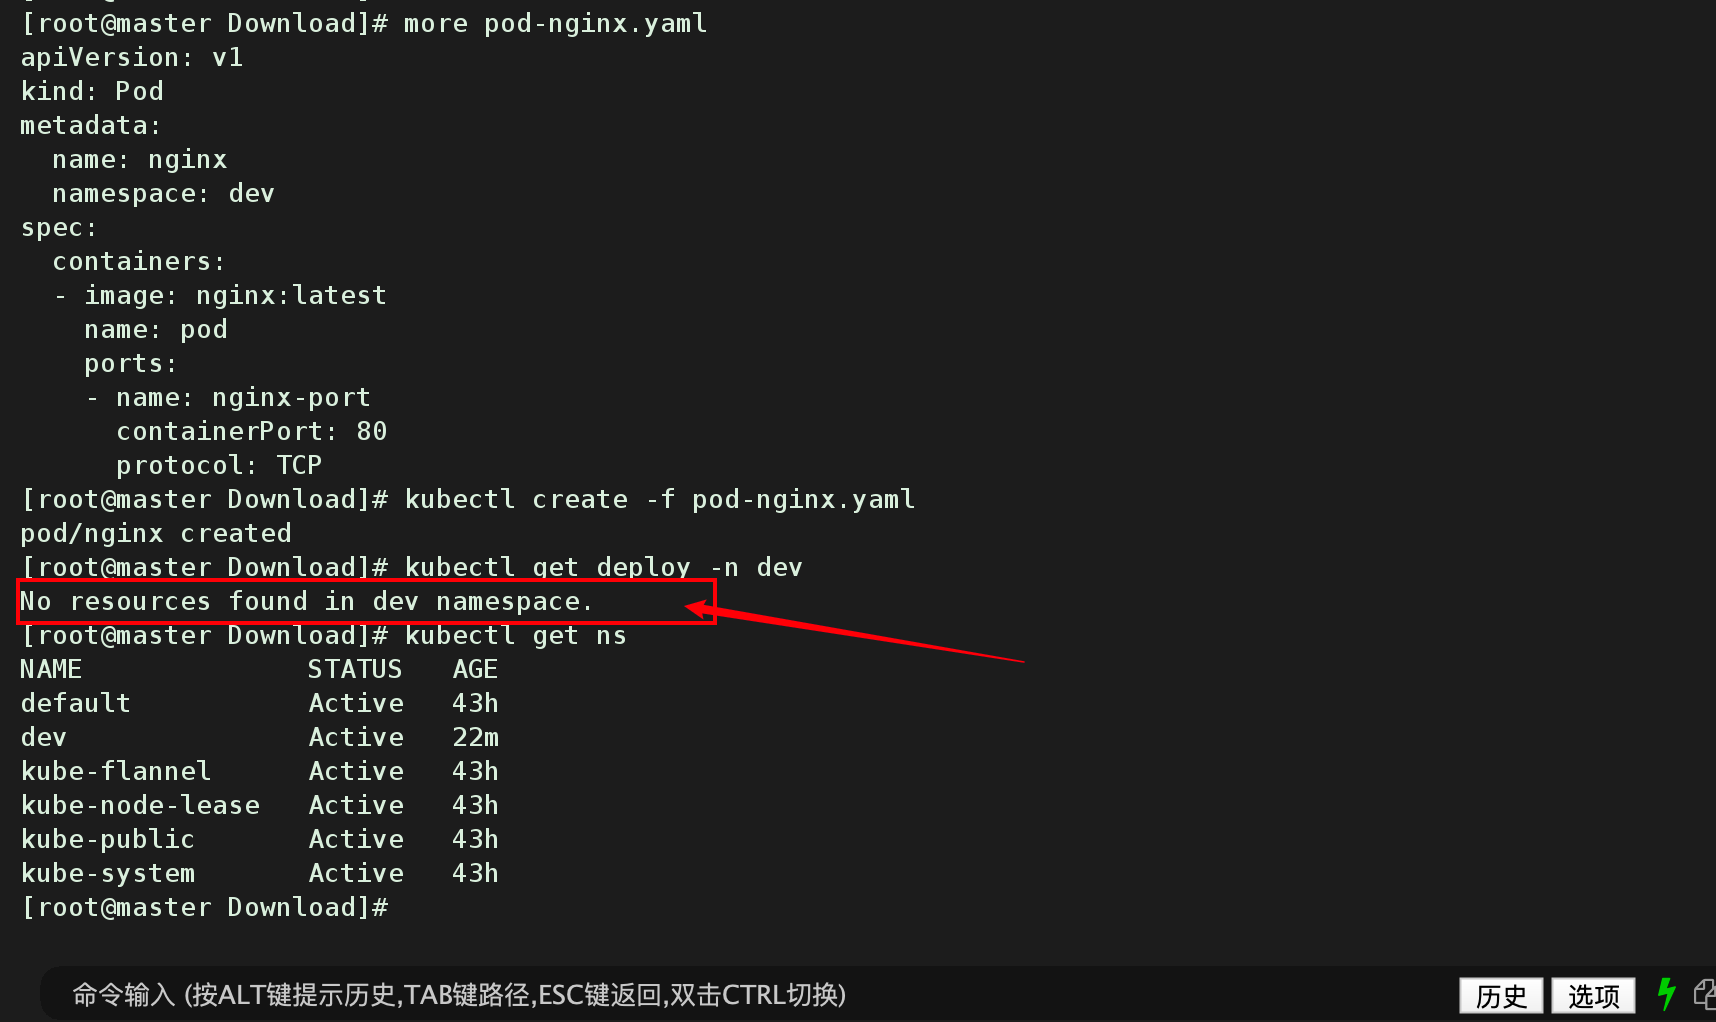 [root@master Download]# more pod-nginx.yaml
apiVersion: v1
kind: Pod
metadata:
  name: nginx
  namespace: dev
spec:
  containers:
  - image: nginx:latest
    name: pod
    ports:
    - name: nginx-port
      containerPort: 80
      protocol: TCP
[root@master Download]# kubectl create -f pod-nginx.yaml
pod/nginx created
[root@master Download]# kubectl get deploy -n dev
No resources found in dev namespace.
[root@master Download]# kubectl get ns
NAME              STATUS   AGE
default           Active   43h
dev               Active   22m
kube-flannel      Active   43h
kube-node-lease   Active   43h
kube-public       Active   43h
kube-system       Active   43h
[root@master Download]#
命令输入 (按ALT键提示历史,TAB键路径,ESC键返回,双击CTRL切换) 历史 选项